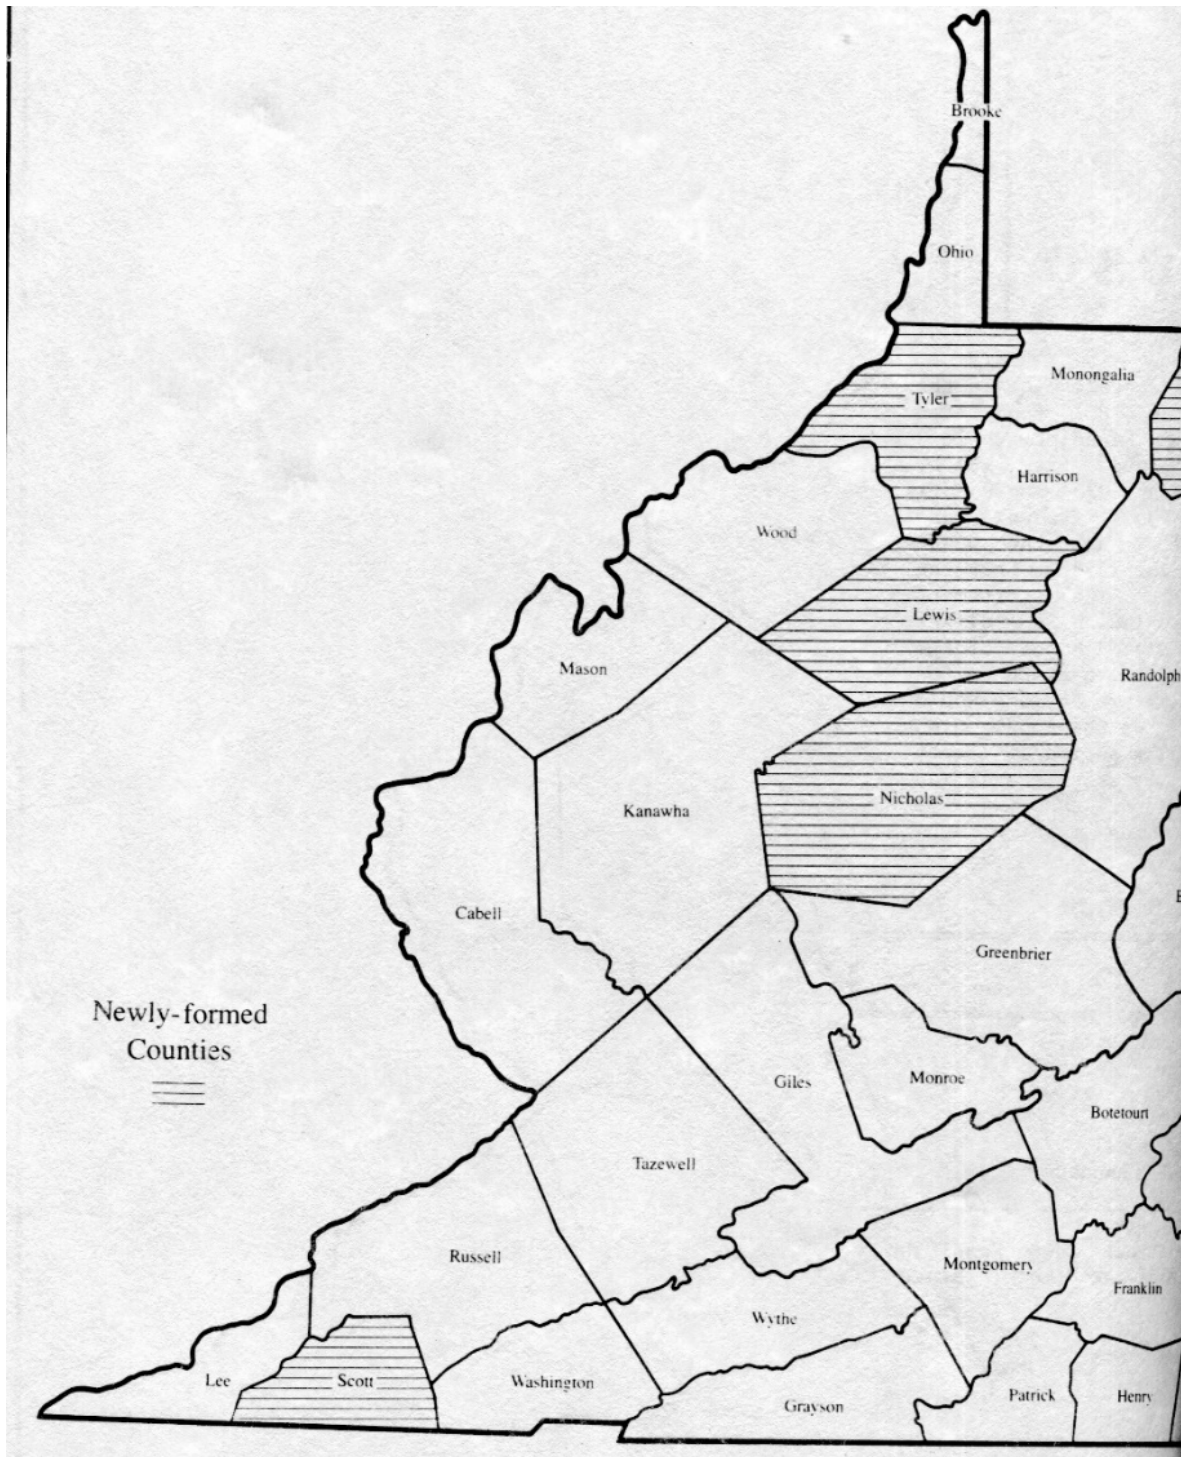 Brooke
Ohio
Monongalia
Tyler
Harrison
Wood
Lewis
Mason
Randolph
Nicholas
Kanawha
Cabell
Greenbrier
Newly-formed
Counties
Giles
Monroe
Botetourt
Tazewell
Russell
Montgomery
Franklin
Wythe
Lee
Scott
Washington
Patrick
Henry
Grayson